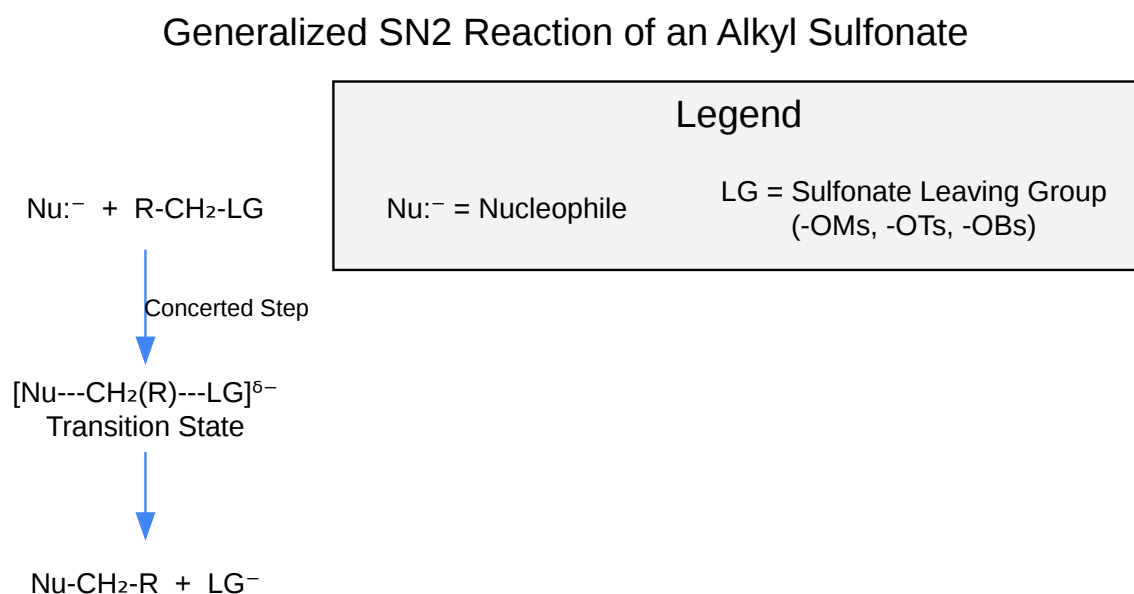 Generalized SN2 Reaction of an Alkyl Sulfonate
Legend
Nu:⁻ + R-CH₂-LG
Nu:⁻ = Nucleophile
LG = Sulfonate Leaving Group
(-OMs, -OTs, -OBs)
Concerted Step
[Nu---CH₂(R)---LG]ᵟ⁻
Transition State
Nu-CH₂-R + LG⁻